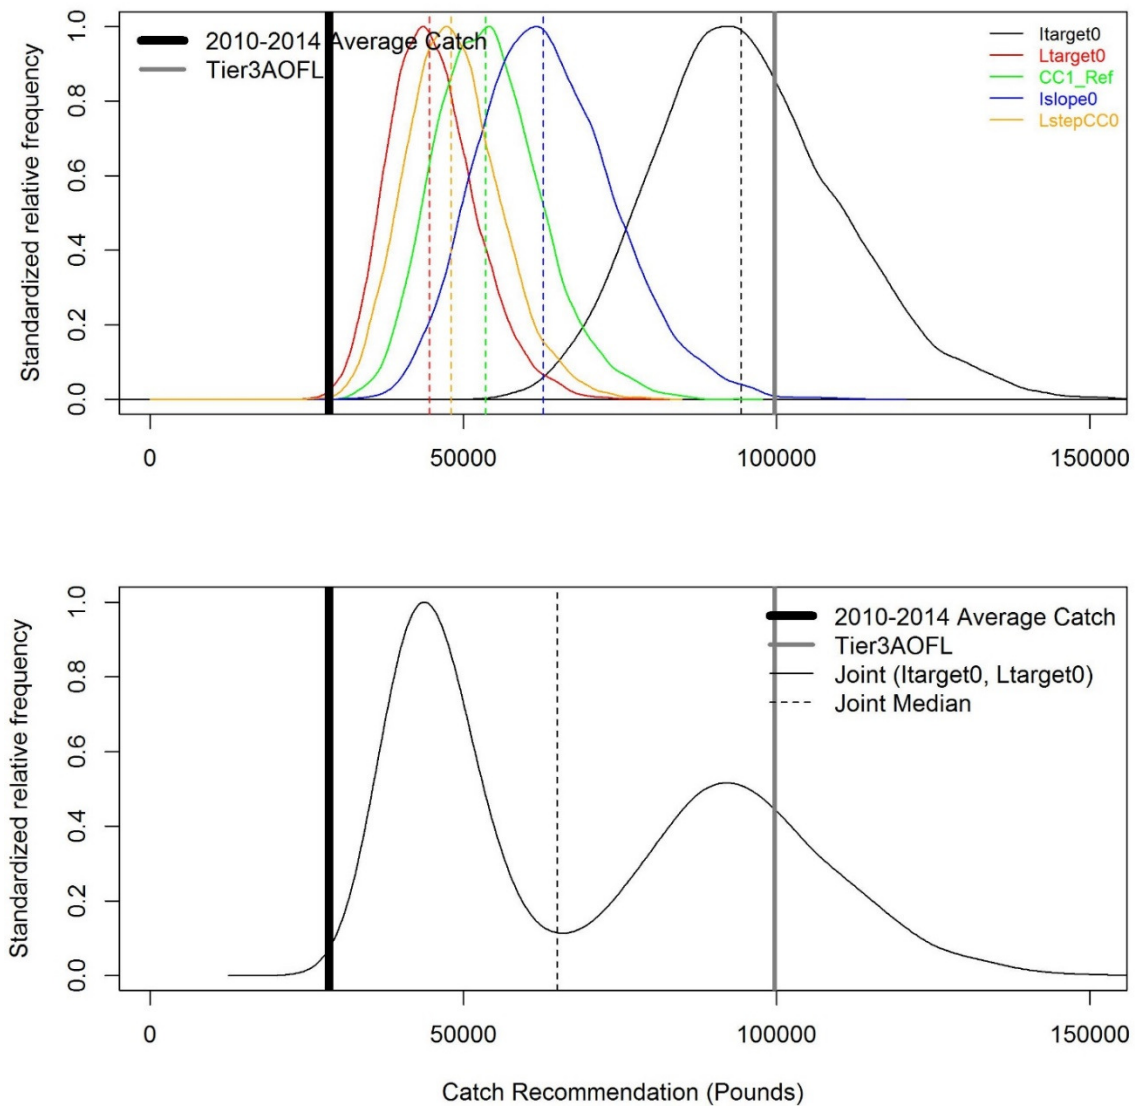 2010-2014 Average Catch
Tier3AOFL
Itarget0
Ltarget0
CC1_Ref
Islope0
LstepCC0
Standardized relative frequency
1.0
0.8
0.6
0.4
0.2
0.0
0
50000
100000
150000
2010-2014 Average Catch
Tier3AOFL
Joint (Itarget0, Ltarget0)
Joint Median
Standardized relative frequency
1.0
0.8
0.6
0.4
0.2
0.0
0
50000
100000
150000
Catch Recommendation (Pounds)